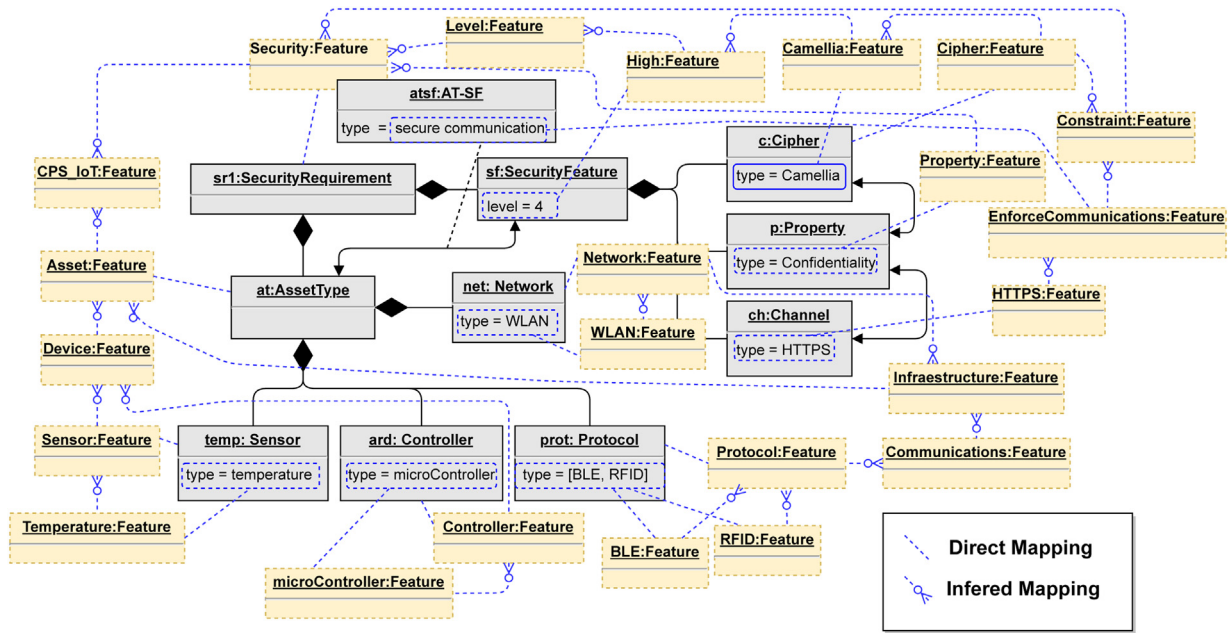 Level:Feature
Security:Feature
Camellia:Feature
Cipher:Feature
High:Feature
atsf:AT-SF
type = secure communication
Constraint:Feature
c:Cipher
type = Camellia
Property:Feature
CPS_IoT:Feature
sr1:SecurityRequirement
sf:SecurityFeature
level = 4
EnforceCommunications:Feature
p:Property
type = Confidentiality
Asset:Feature
Network:Feature
at:AssetType
net: Network
type = WLAN
HTTPS:Feature
ch:Channel
type = HTTPS
WLAN:Feature
Device:Feature
Infraestructure:Feature
Sensor:Feature
temp: Sensor
type = temperature
ard: Controller
type = microController
prot: Protocol
type = [BLE, RFID]
Protocol:Feature
Communications:Feature
Temperature:Feature
Controller:Feature
BLE:Feature
RFID:Feature
microController:Feature
Direct Mapping
Infered Mapping